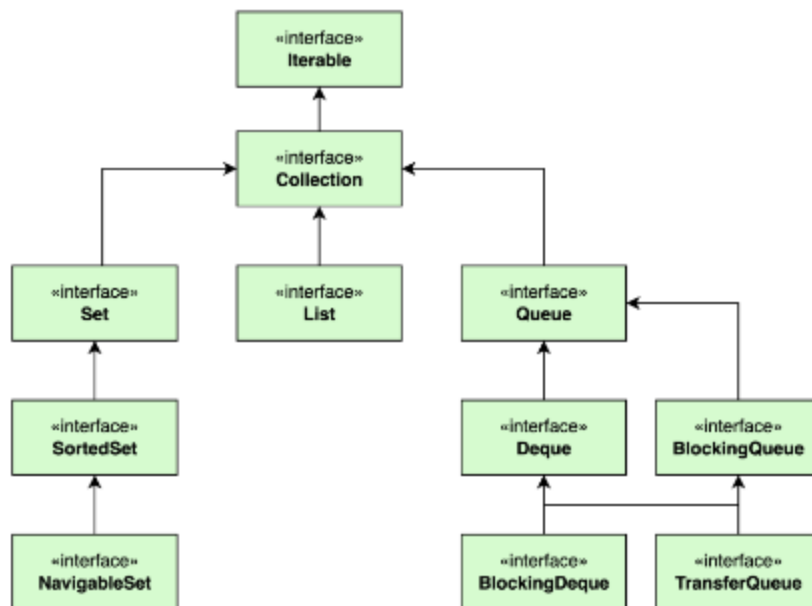 «interface»
Iterable
«interface»
Collection
«interface»
Set
«interface»
List
«interface»
Queue
«interface»
SortedSet
«interface»
Deque
«interface»
BlockingQueue
«interface»
NavigableSet
«interface»
BlockingDeque
«interface»
TransferQueue